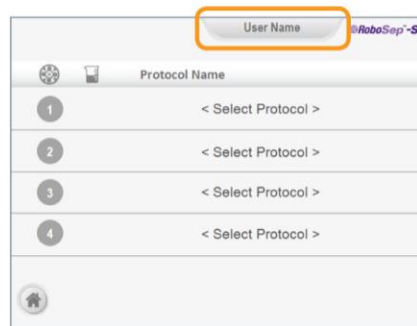 User Name
RoboSep®-S
Protocol Name
1
< Select Protocol >
2
< Select Protocol >
3
< Select Protocol >
4
< Select Protocol >